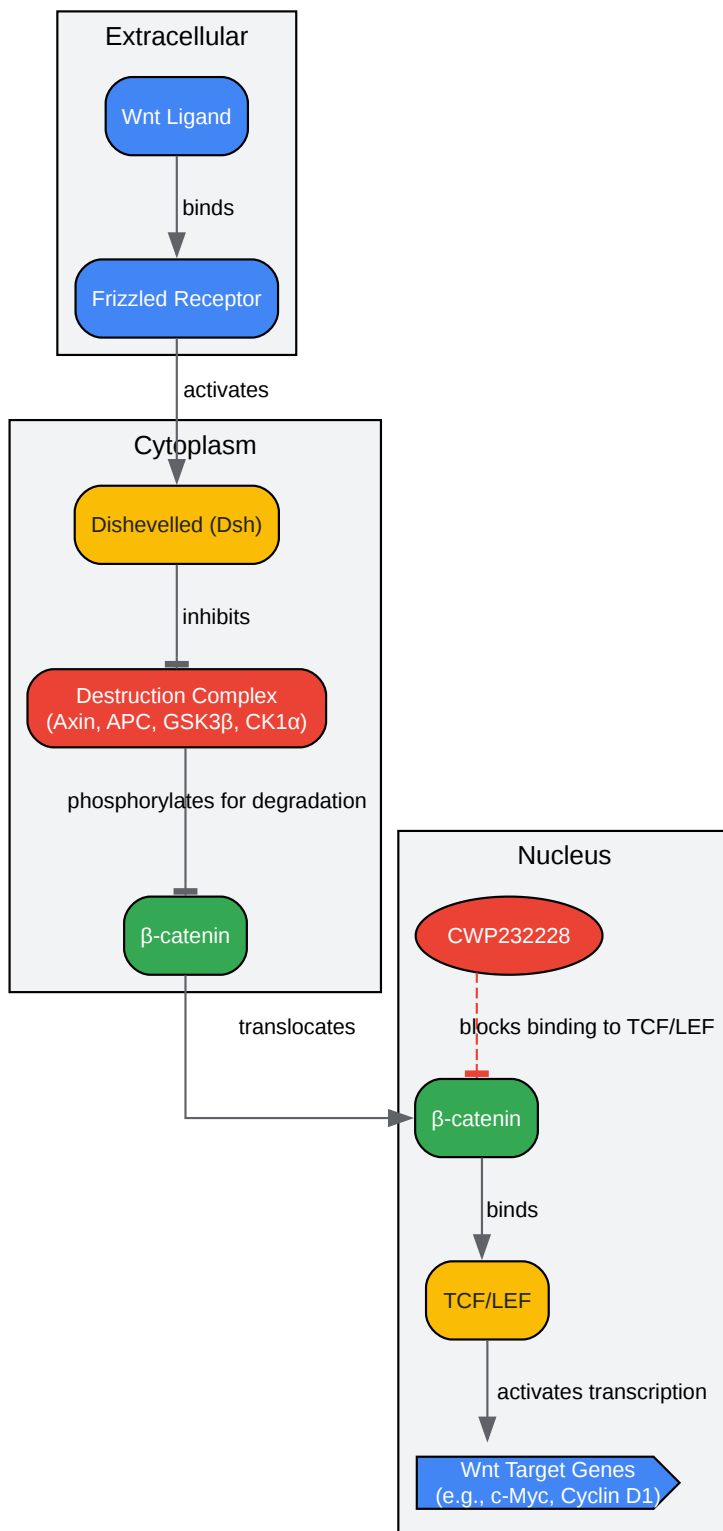 Extracellular
Wnt Ligand
binds
Frizzled Receptor
activates
Cytoplasm
Dishevelled (Dsh)
inhibits
Destruction Complex
(Axin, APC, GSK3β, CK1α)
phosphorylates for degradation
β-catenin
translocates
Nucleus
CWP232228
blocks binding to TCF/LEF
β-catenin
binds
TCF/LEF
activates transcription
Wnt Target Genes
(e.g., c-Myc, Cyclin D1)